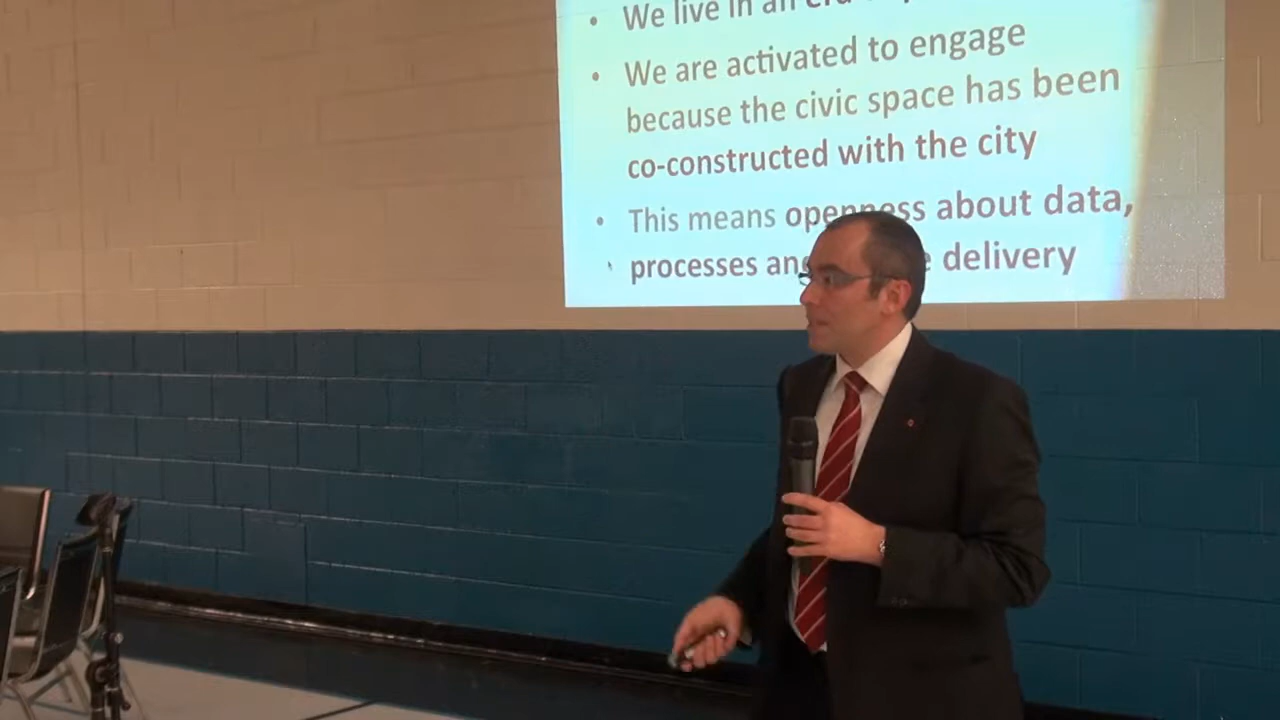 We live in an era
We are activated to engage
because the civic space has been
co-constructed with the city
This means openness about data,
processes and delivery